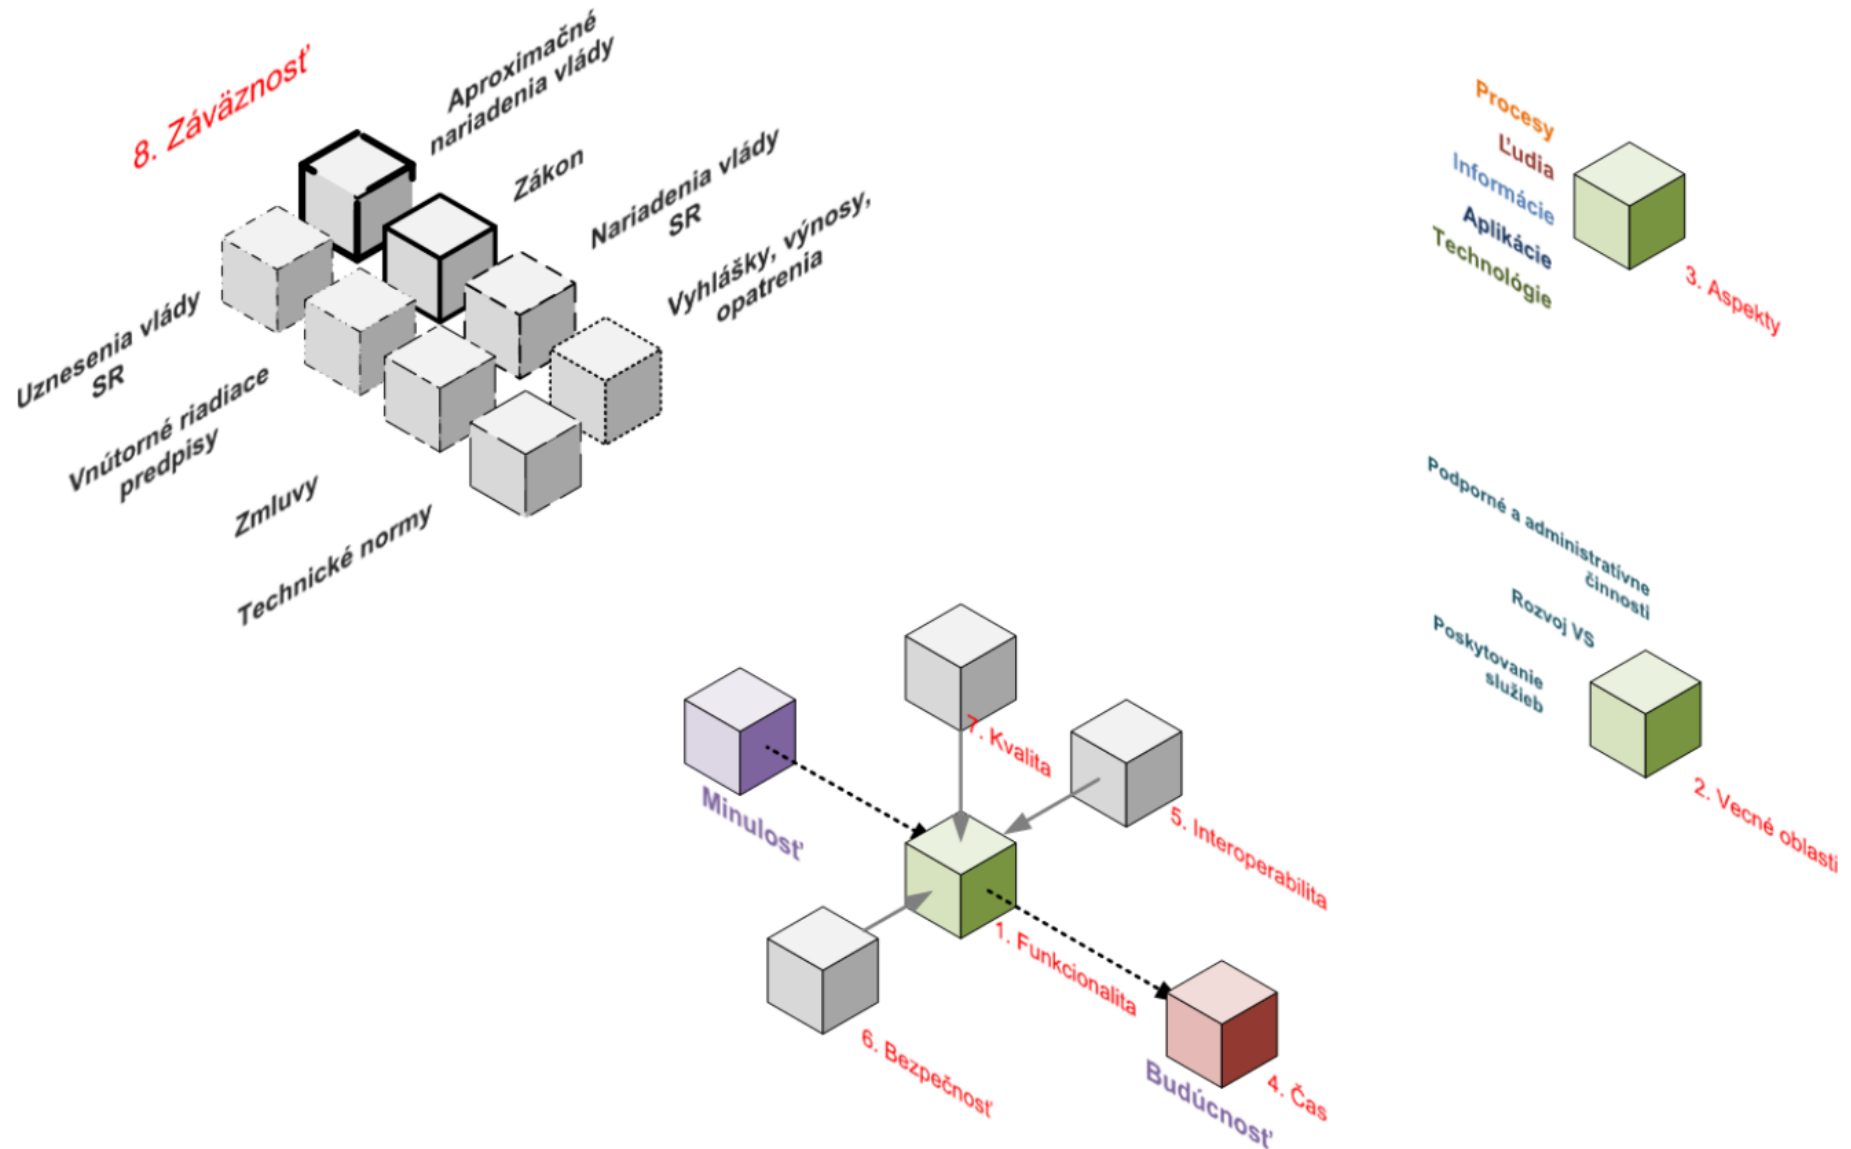 8. Záväznosť
Aproximačné
nariadenia vlády
Zákon
Nariadenia vlády
SR
Vyhlášky, výnosy,
opatrenia
Uznesenia vlády
SR
Vnútorné riadiace
predpisy
Zmluvy
Technické normy
Procesy
Ľudia
Informácie
Aplikácie
Technológie
3. Aspekty
Podporné a administratívne
činnosti
Rozvoj VS
Poskytovanie
služieb
2. Vecné oblasti
7. Kvalita
5. Interoperabilita
Minulosť
1. Funkcionalita
6. Bezpečnosť
4. Čas
Budúcnosť